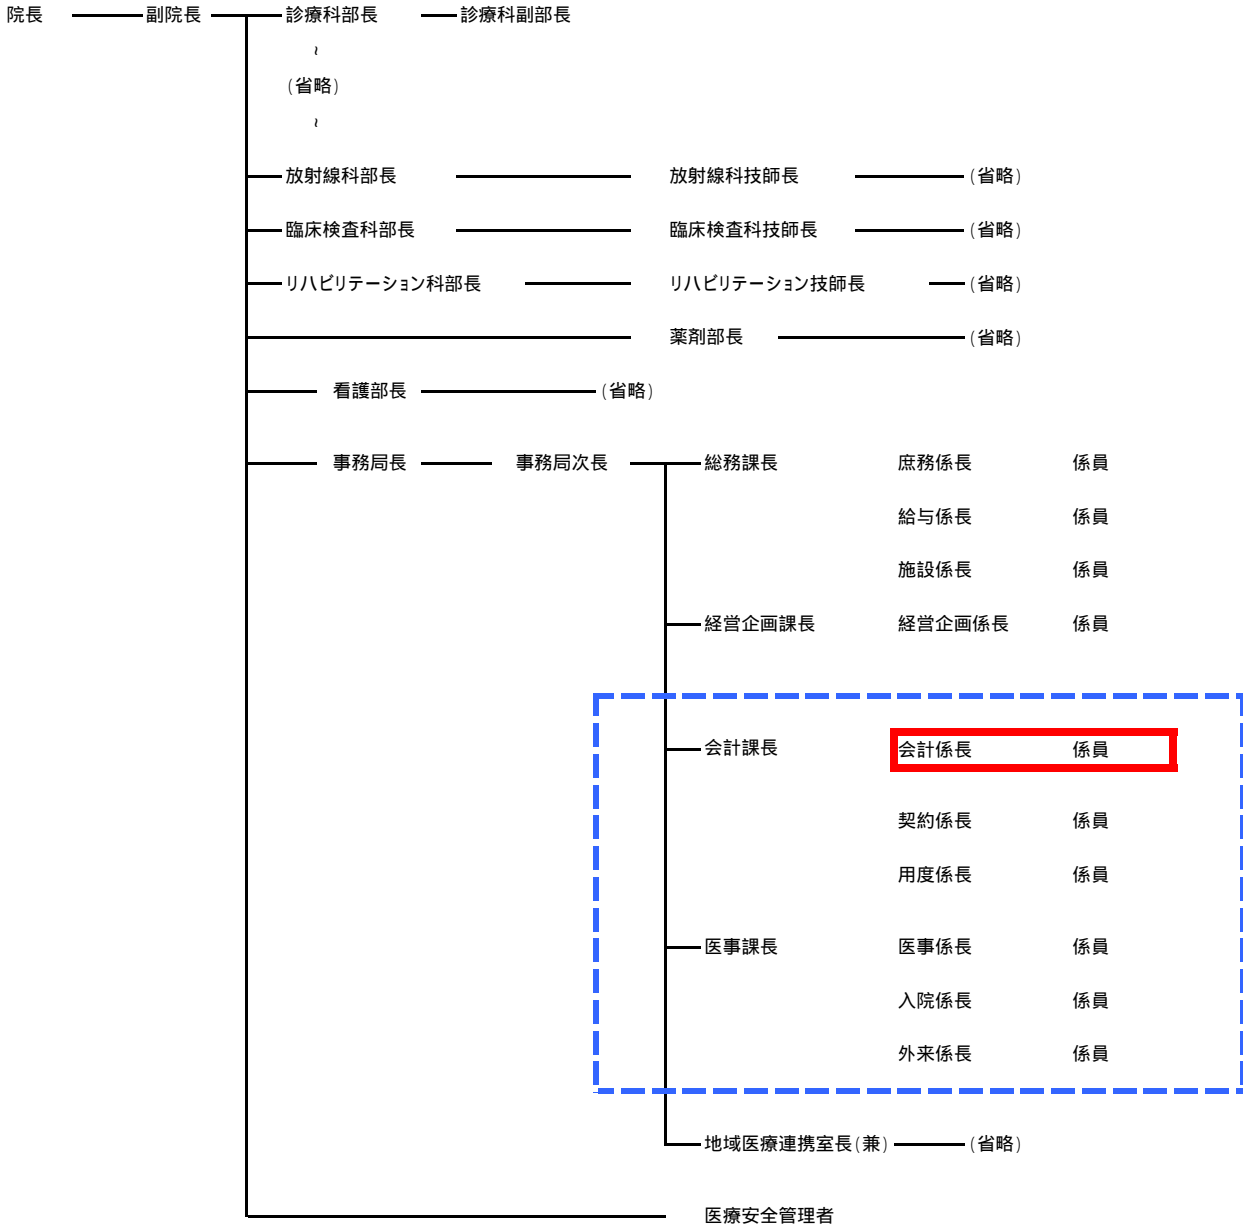 院長 副院長 診療科部長 診療科副部長
~
(省略)
~
放射線科部長 放射線科技師長 (省略)
臨床検査科部長 臨床検査科技師長 (省略)
リハビリテーション科部長 リハビリテーション技師長 (省略)
薬剤部長 (省略)
看護部長 (省略)
事務局長 事務局次長 総務課長 庶務係長 係員
給与係長 係員
施設係長 係員
経営企画課長 経営企画係長 係員
会計課長 会計係長 係員
契約係長 係員
用度係長 係員
医事課長 医事係長 係員
入院係長 係員
外来係長 係員
地域医療連携室長(兼) (省略)
医療安全管理者